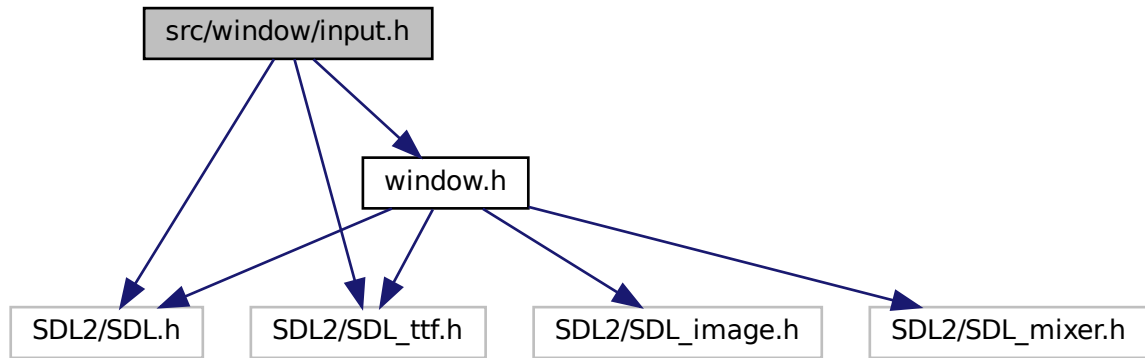 src/window/input.h
window.h
SDL2/SDL.h
SDL2/SDL_ttf.h
SDL2/SDL_image.h
SDL2/SDL_mixer.h